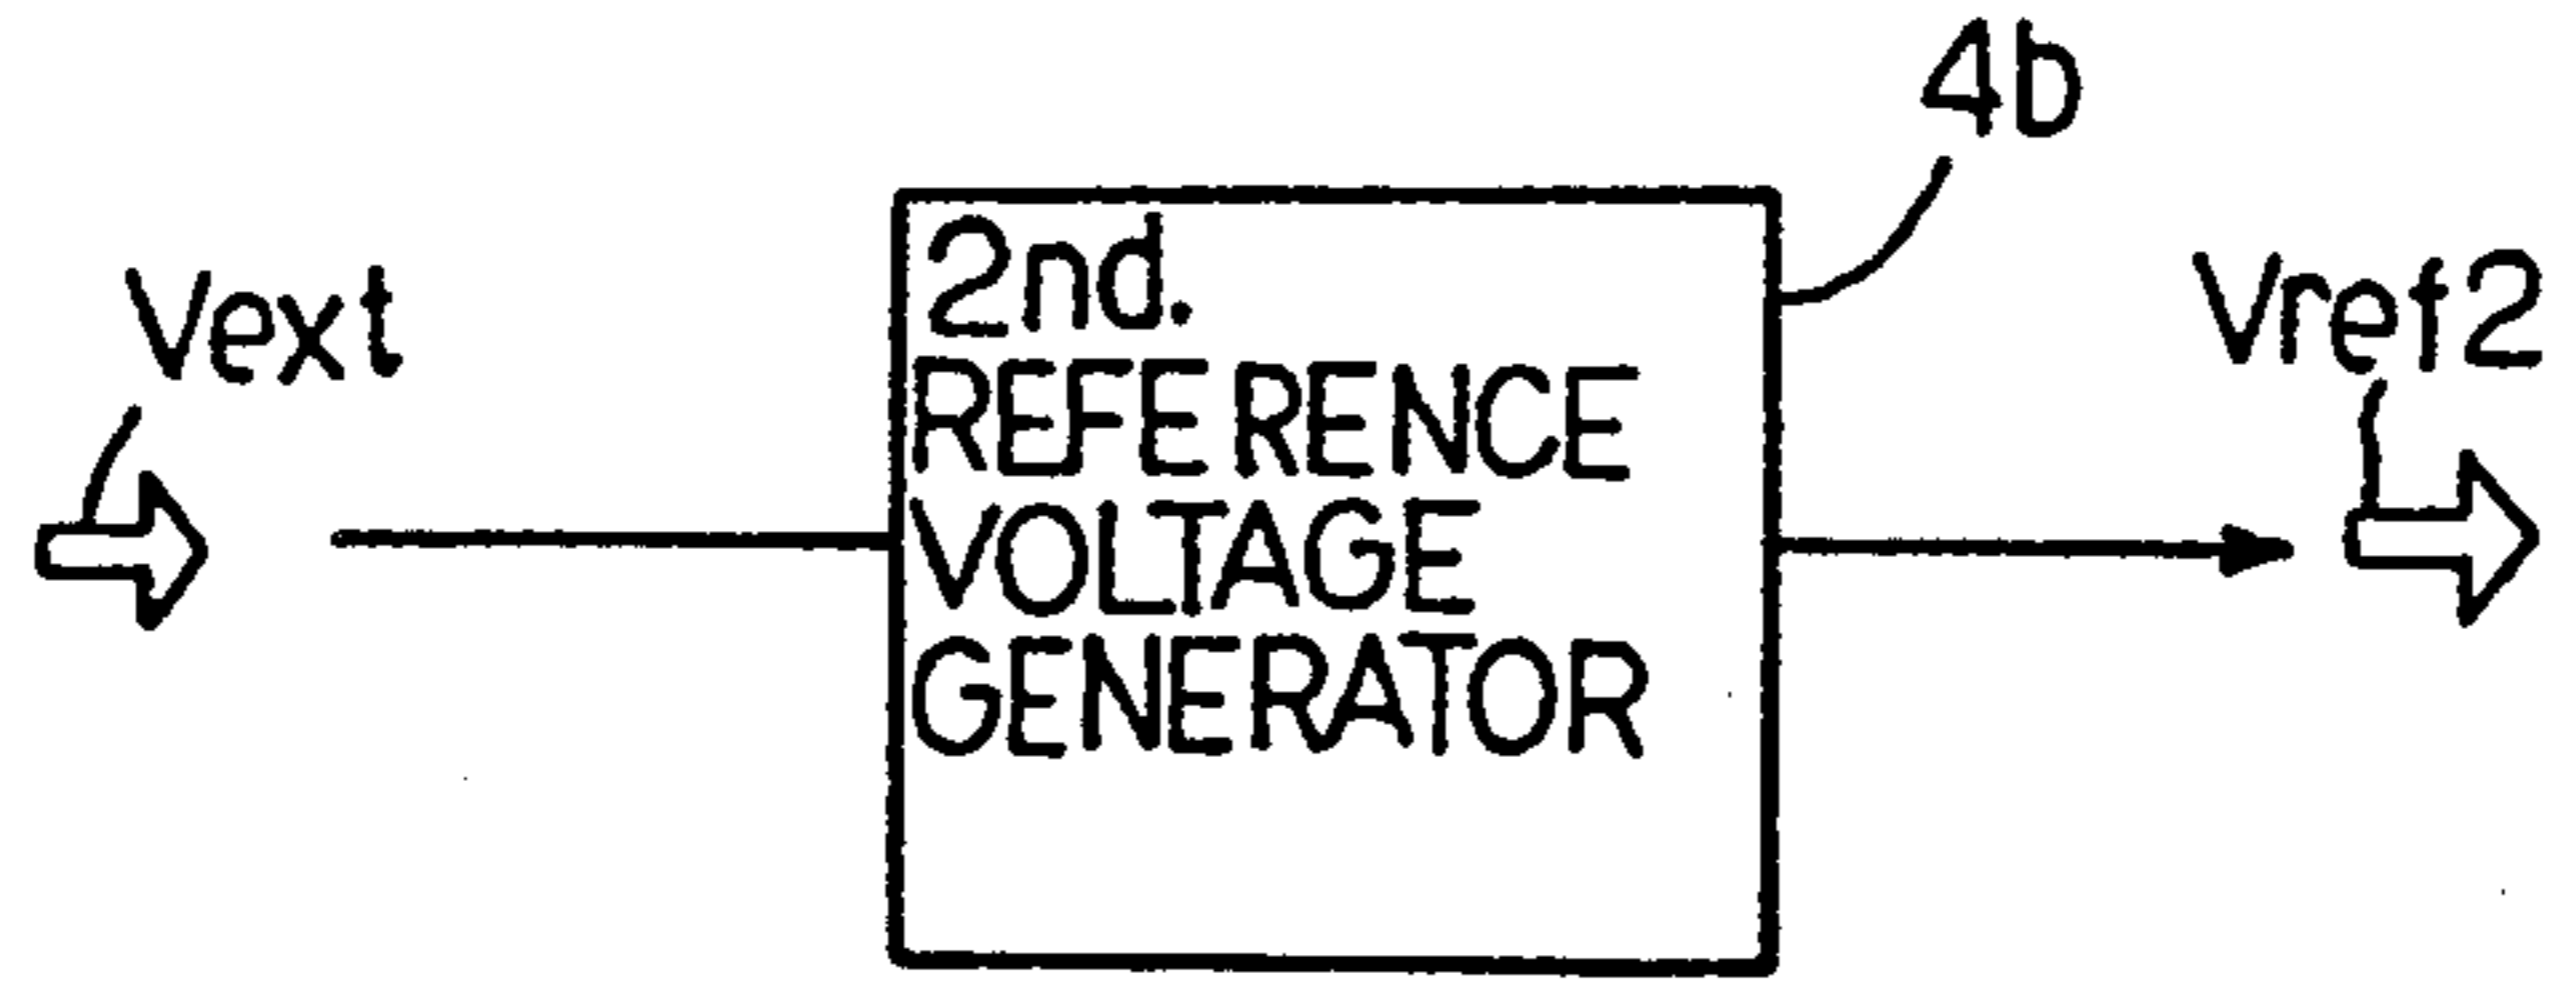 4b
Vext
2nd.
REFERENCE
VOLTAGE
GENERATOR
Vref2